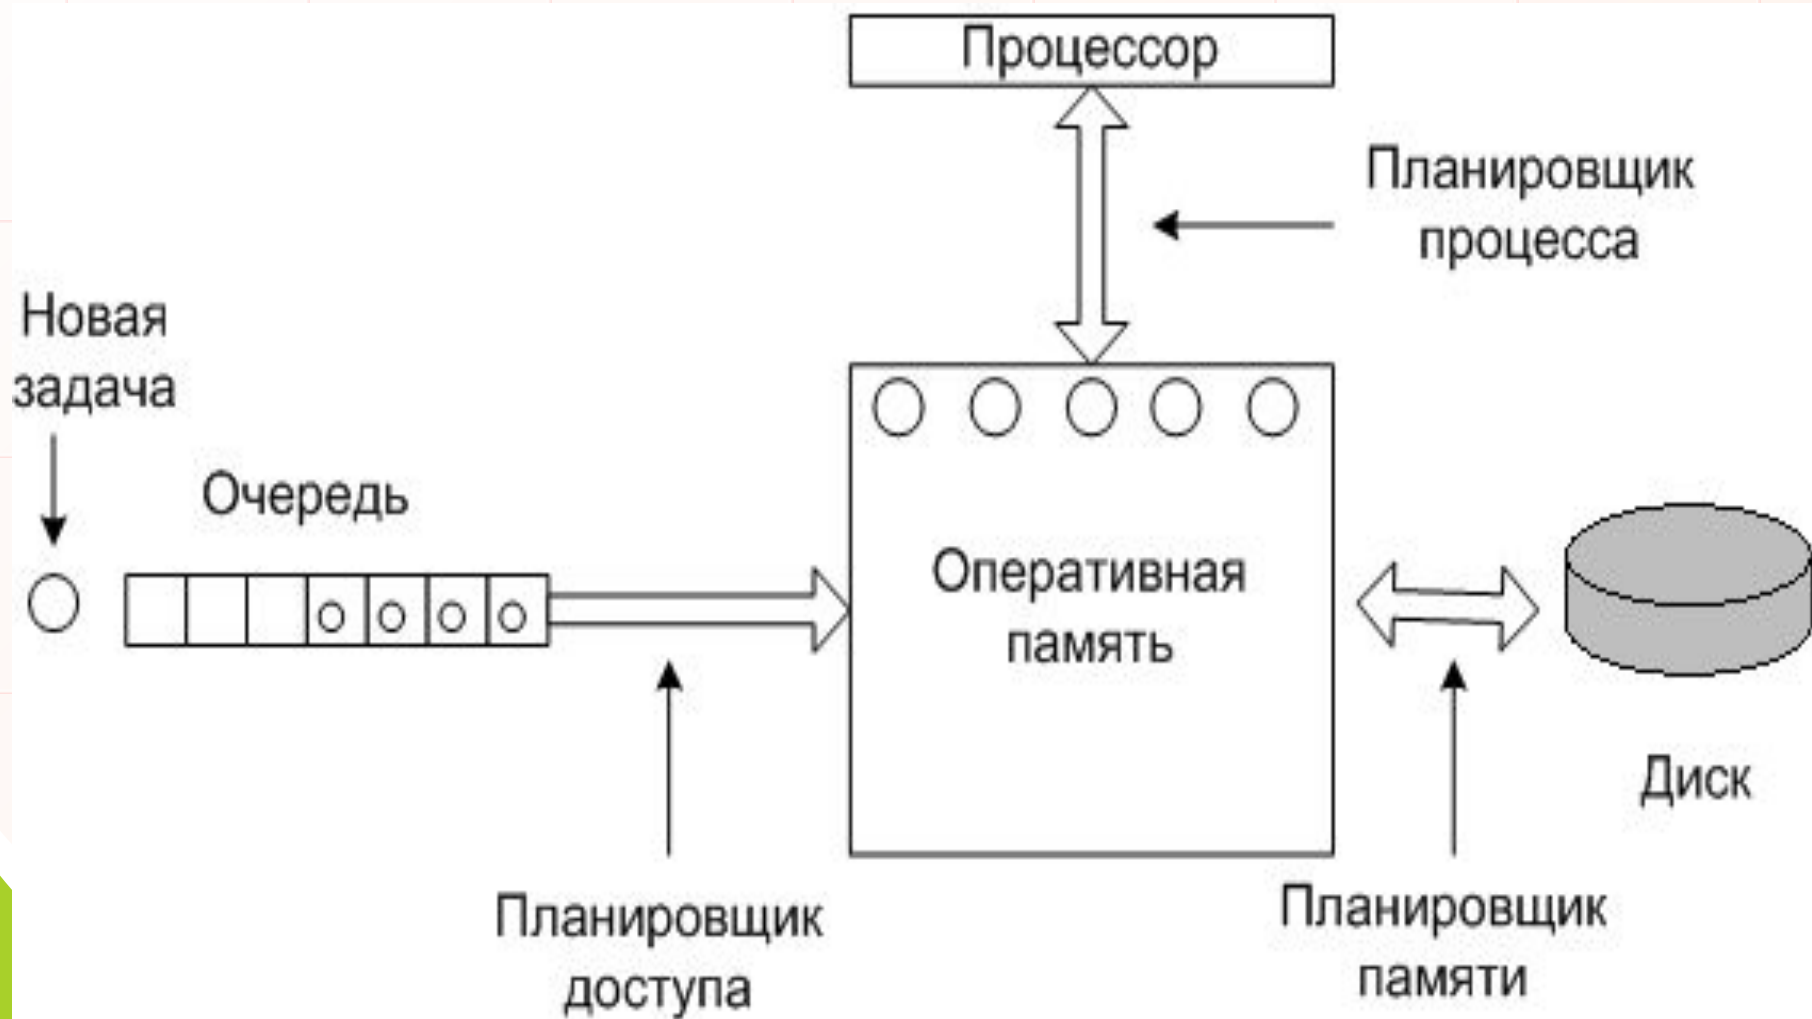 Процессор
Планировщик
процесса
Новая
задача
Очередь
Оперативная
память
Диск
Планировщик
доступа
Планировщик
памяти